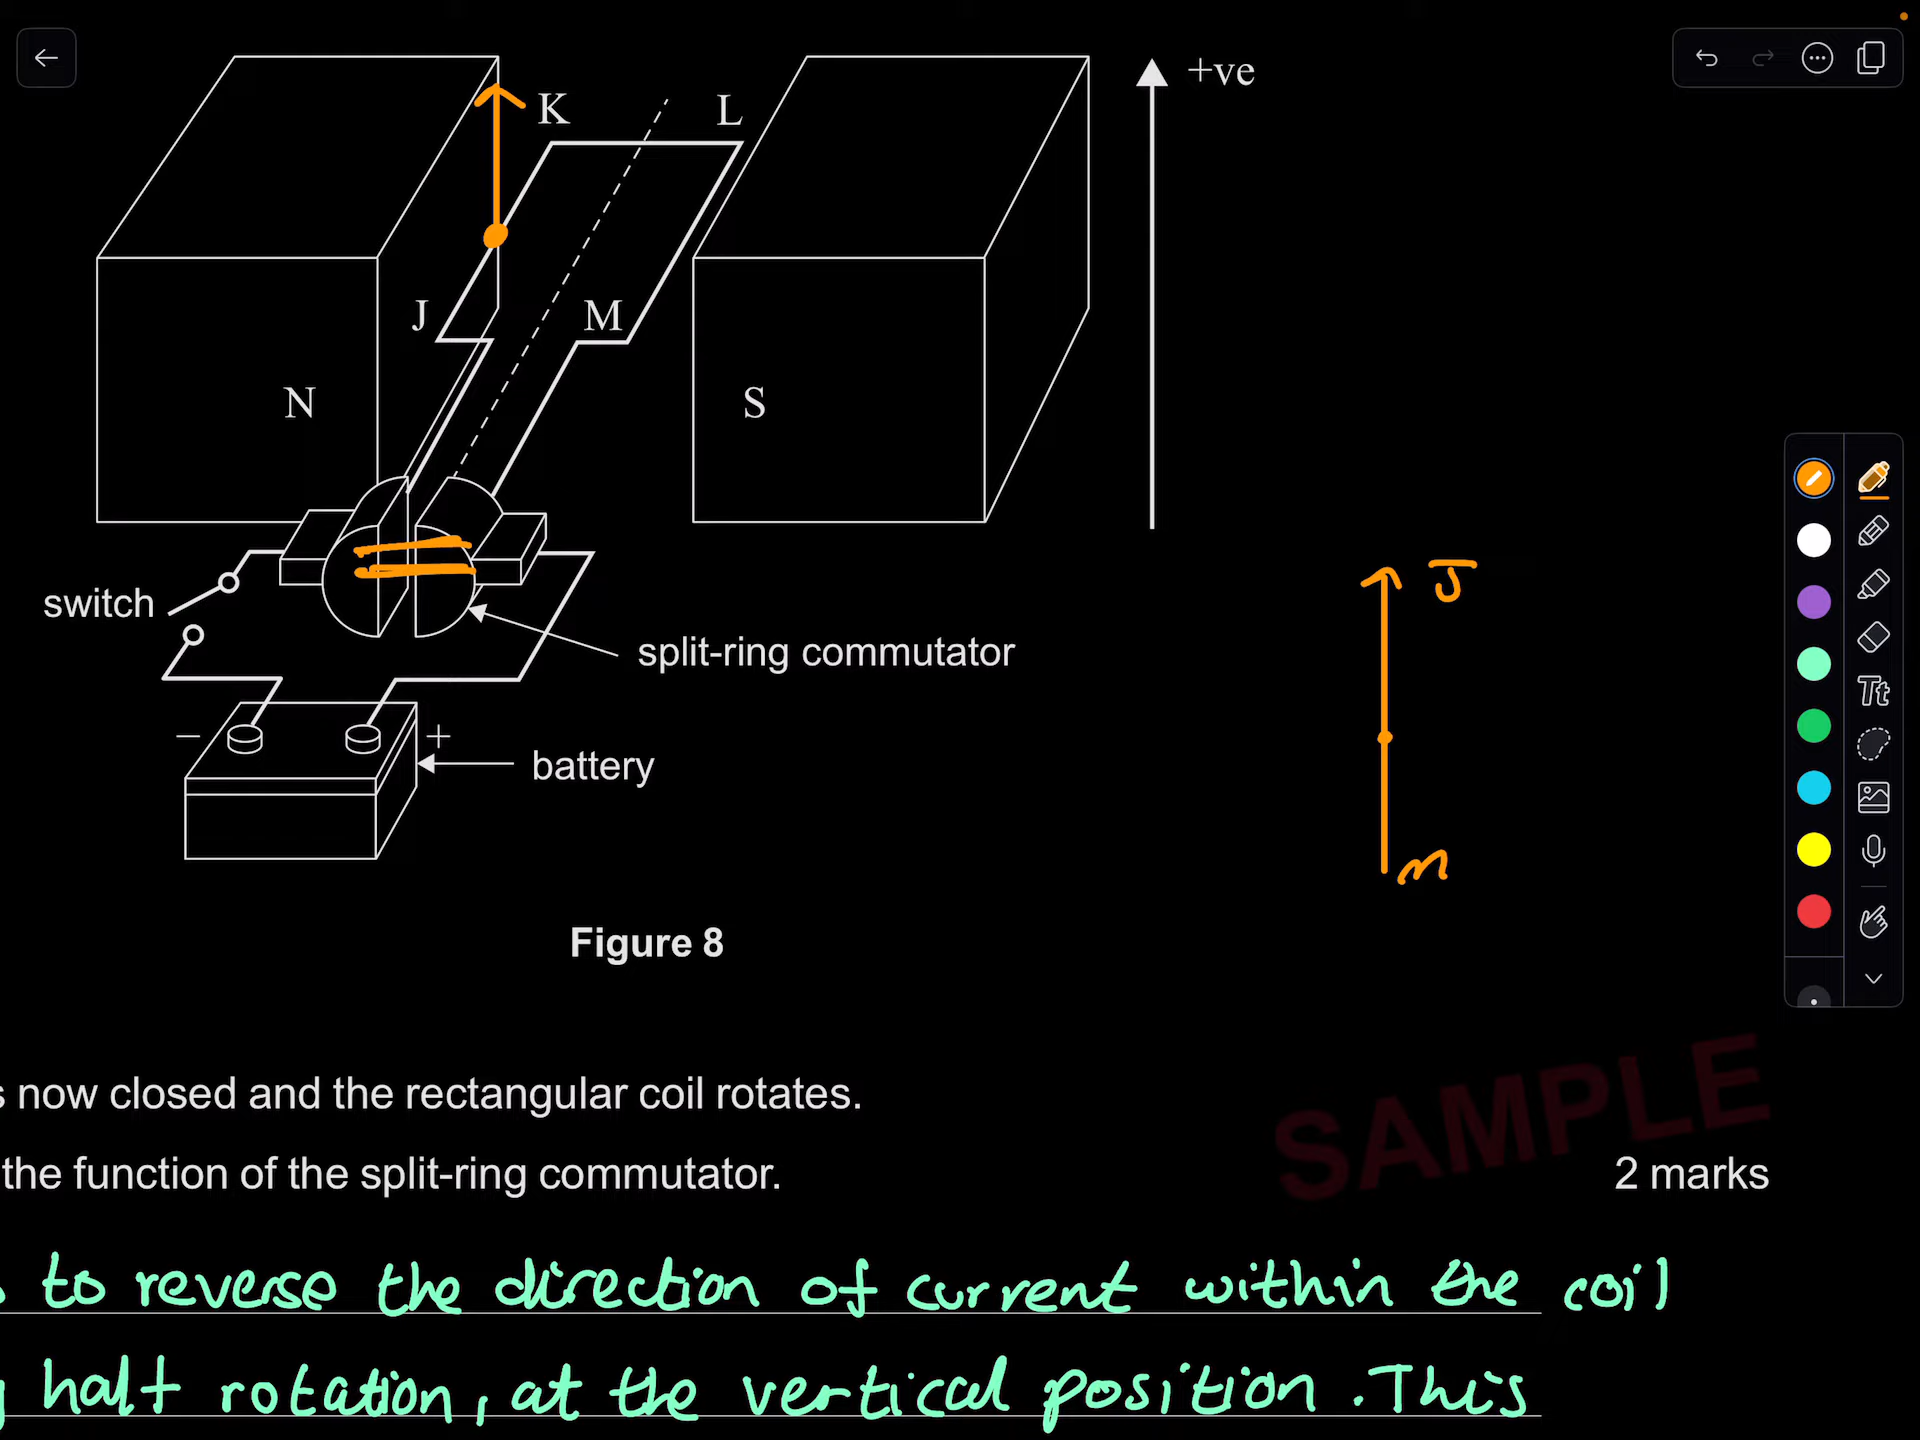 +ve
K L
J M
N S
switch
split-ring commutator
J
− +
battery
m
Figure 8
s now closed and the rectangular coil rotates.
SAMPLE
the function of the split-ring commutator. 2 marks
to reverse the direction of current within the coil
half rotation, at the vertical position. This
Tt